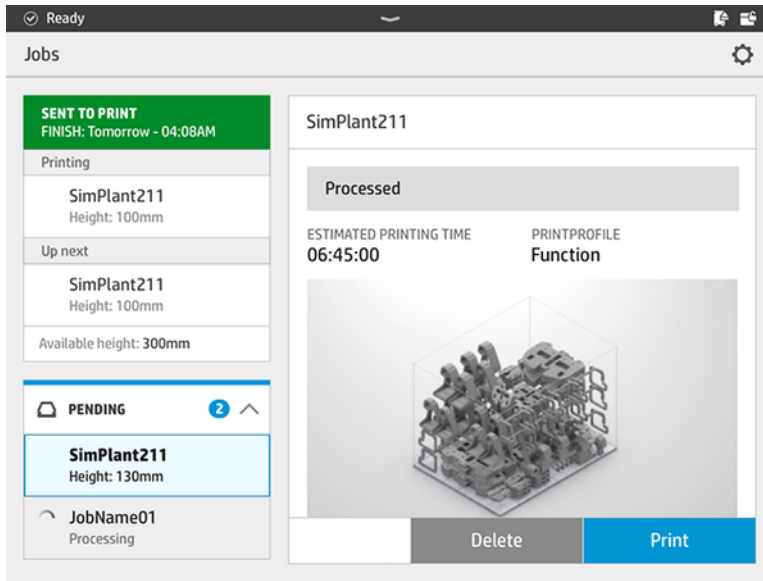 Ready
Jobs
SENT TO PRINT
FINISH: Tomorrow - 04:08AM
Printing
SimPlant211
Height: 100mm
Up next
SimPlant211
Height: 100mm
Available height: 300mm
PENDING 2
SimPlant211
Height: 130mm
JobName01
Processing
SimPlant211
Processed
ESTIMATED PRINTING TIME PRINTPROFILE
06:45:00 Function
Delete Print